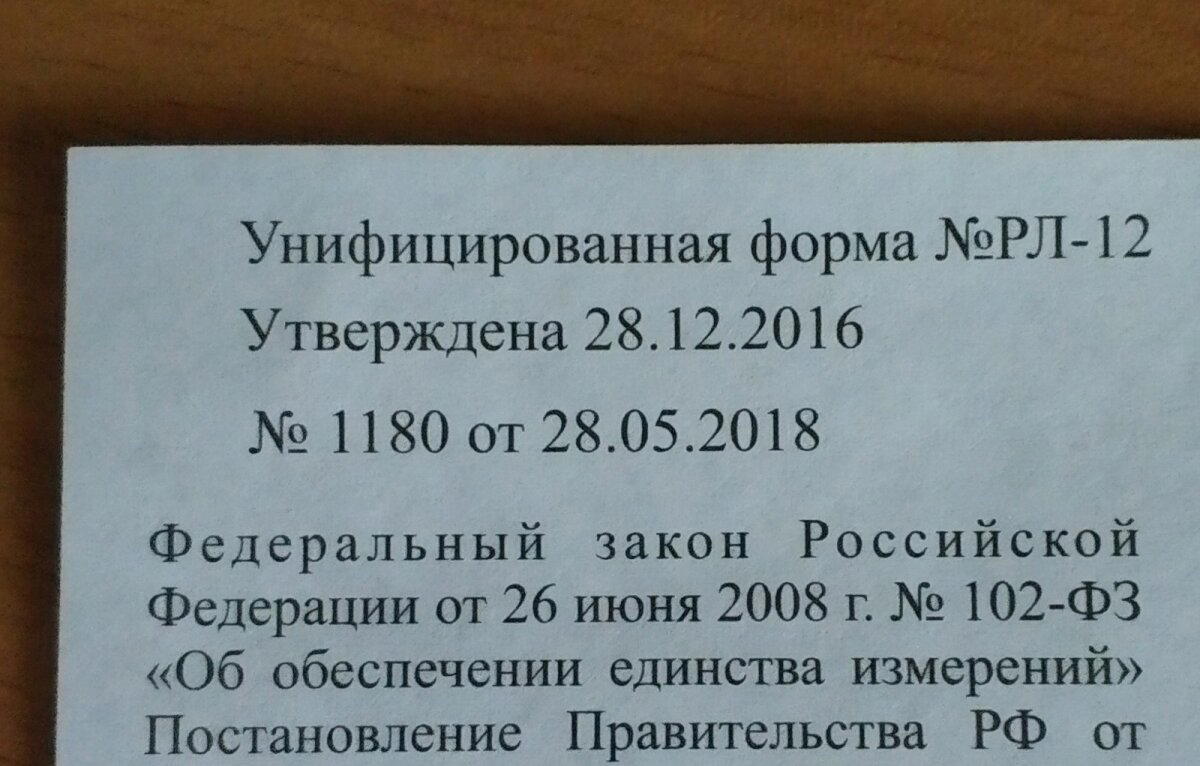 Унифицированная форма №РЛ-12
Утверждена 28.12.2016
№ 1180 от 28.05.2018
Федеральный закон Российской
Федерации от 26 июня 2008 г. № 102-ФЗ
«Об обеспечении единства измерений»
Постановление Правительства РФ от